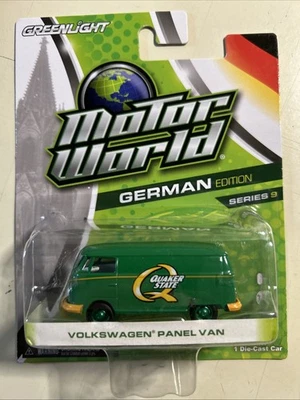 GREENLIGHT
MoToR
World
GERMAN EDITION
SERIES 9
QUAKER
STATE
VOLKSWAGEN® PANEL VAN
1 Die-Cast Car